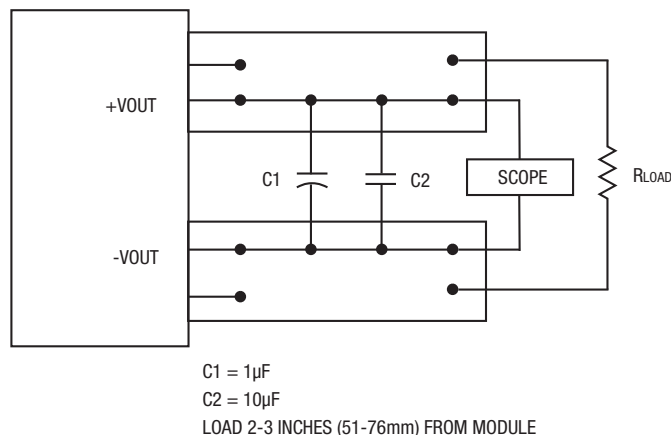 +VOUT
C1
C2
SCOPE
RLOAD
-VOUT
C1 = 1µF
C2 = 10µF
LOAD 2-3 INCHES (51-76mm) FROM MODULE